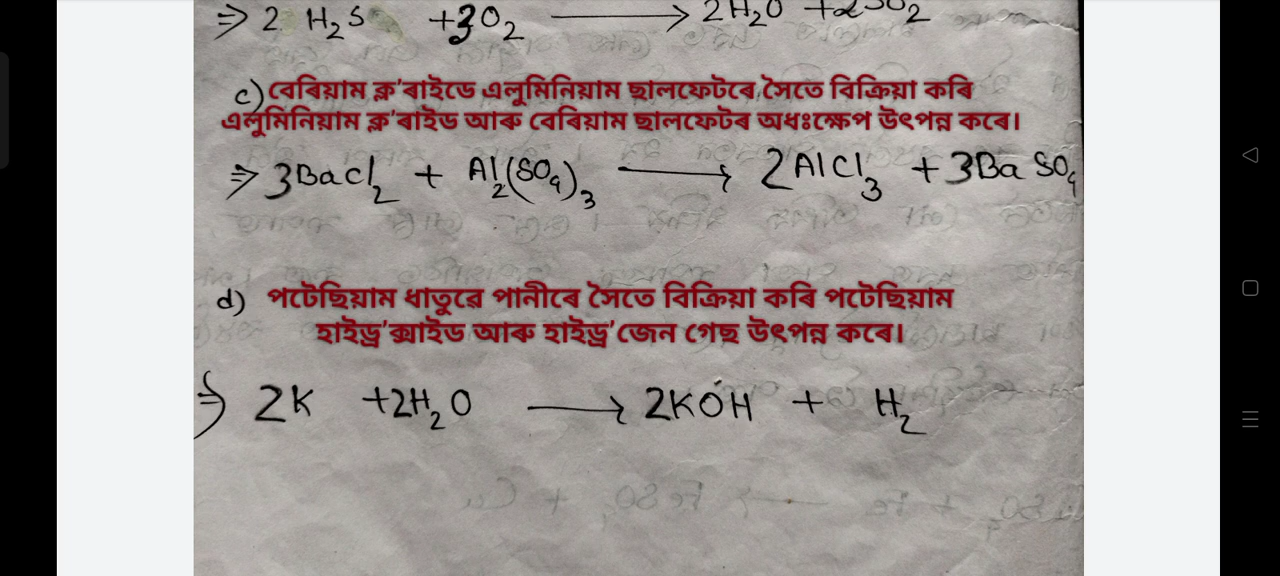 ⇒ 2 H₂S + 3O₂ ⟶ 2H₂O + 2SO₂
c) বেৰিয়াম ক্ল'ৰাইডে এলুমিনিয়াম ছালফেটৰে সৈতে বিক্ৰিয়া কৰি
এলুমিনিয়াম ক্ল'ৰাইড আৰু বেৰিয়াম ছালফেটৰ অধঃক্ষেপ উৎপন্ন কৰে।
⇒ 3BaCl₂ + Al₂(SO₄)₃ ⟶ 2AlCl₃ + 3BaSO₄
d) পটেছিয়াম ধাতুৱে পানীৰে সৈতে বিক্ৰিয়া কৰি পটেছিয়াম
হাইড্ৰ'ক্সাইড আৰু হাইড্ৰ'জেন গেছ উৎপন্ন কৰে।
⇒ 2K + 2H₂O ⟶ 2KOH + H₂